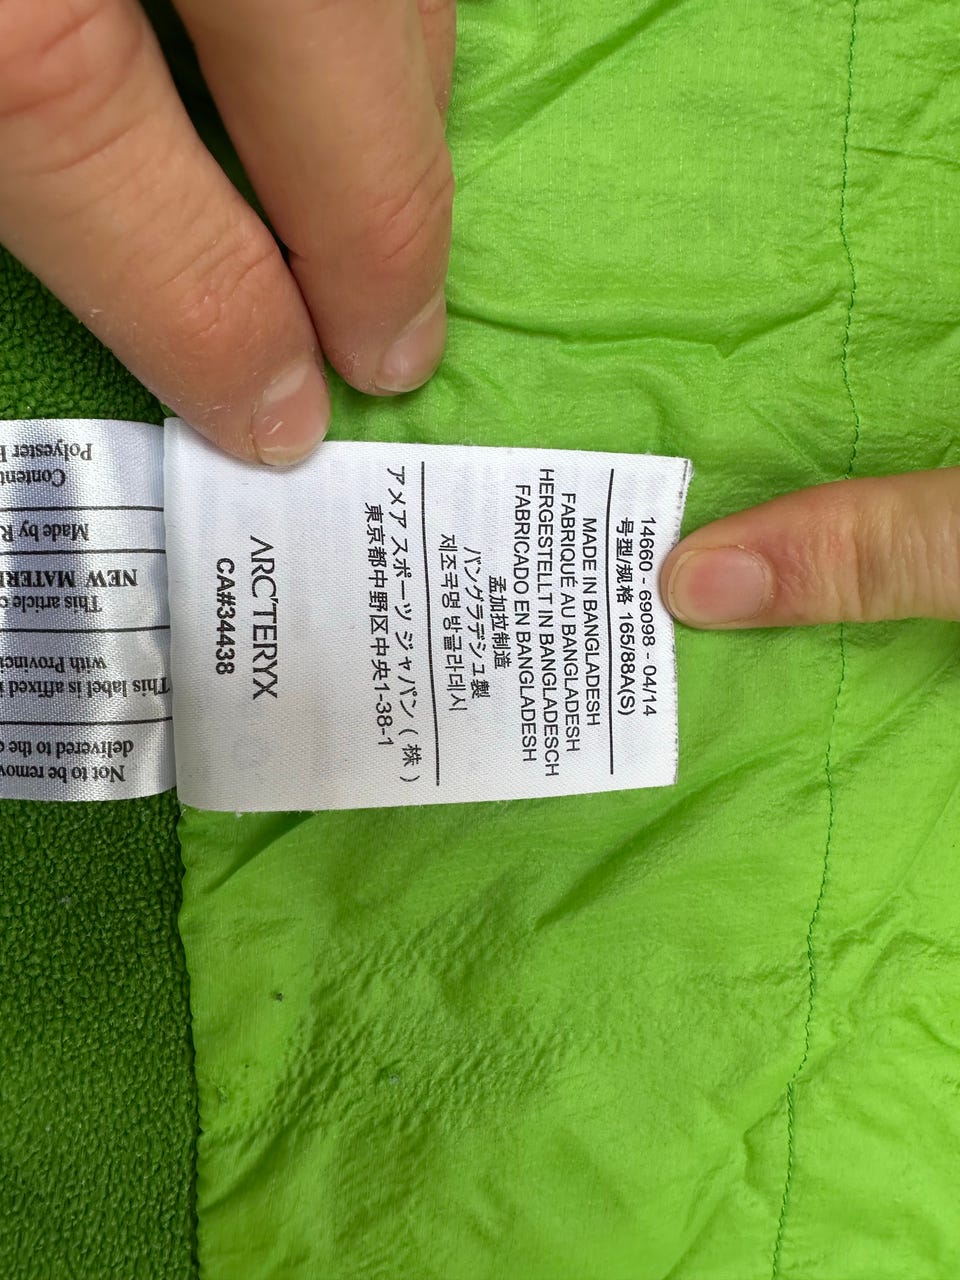 14660 - 69098 - 04/14
号型/规格 165/88A(S)
MADE IN BANGLADESH
FABRIQUÉ AU BANGLADESH
HERGESTELLT IN BANGLADESCH
FABRICADO EN BANGLADESH
孟加拉制造
バングラデシュ製
제조국명 방글라데시
アメア スポーツ ジャパン ( 株 )
東京都中野区中央1-38-1
ARC'TERYX
CA#34438
Not to be remov
delivered to the c
This label is affixed i
with Provinc
This article c
NEW MATERI
Made by R
Content
Polyester